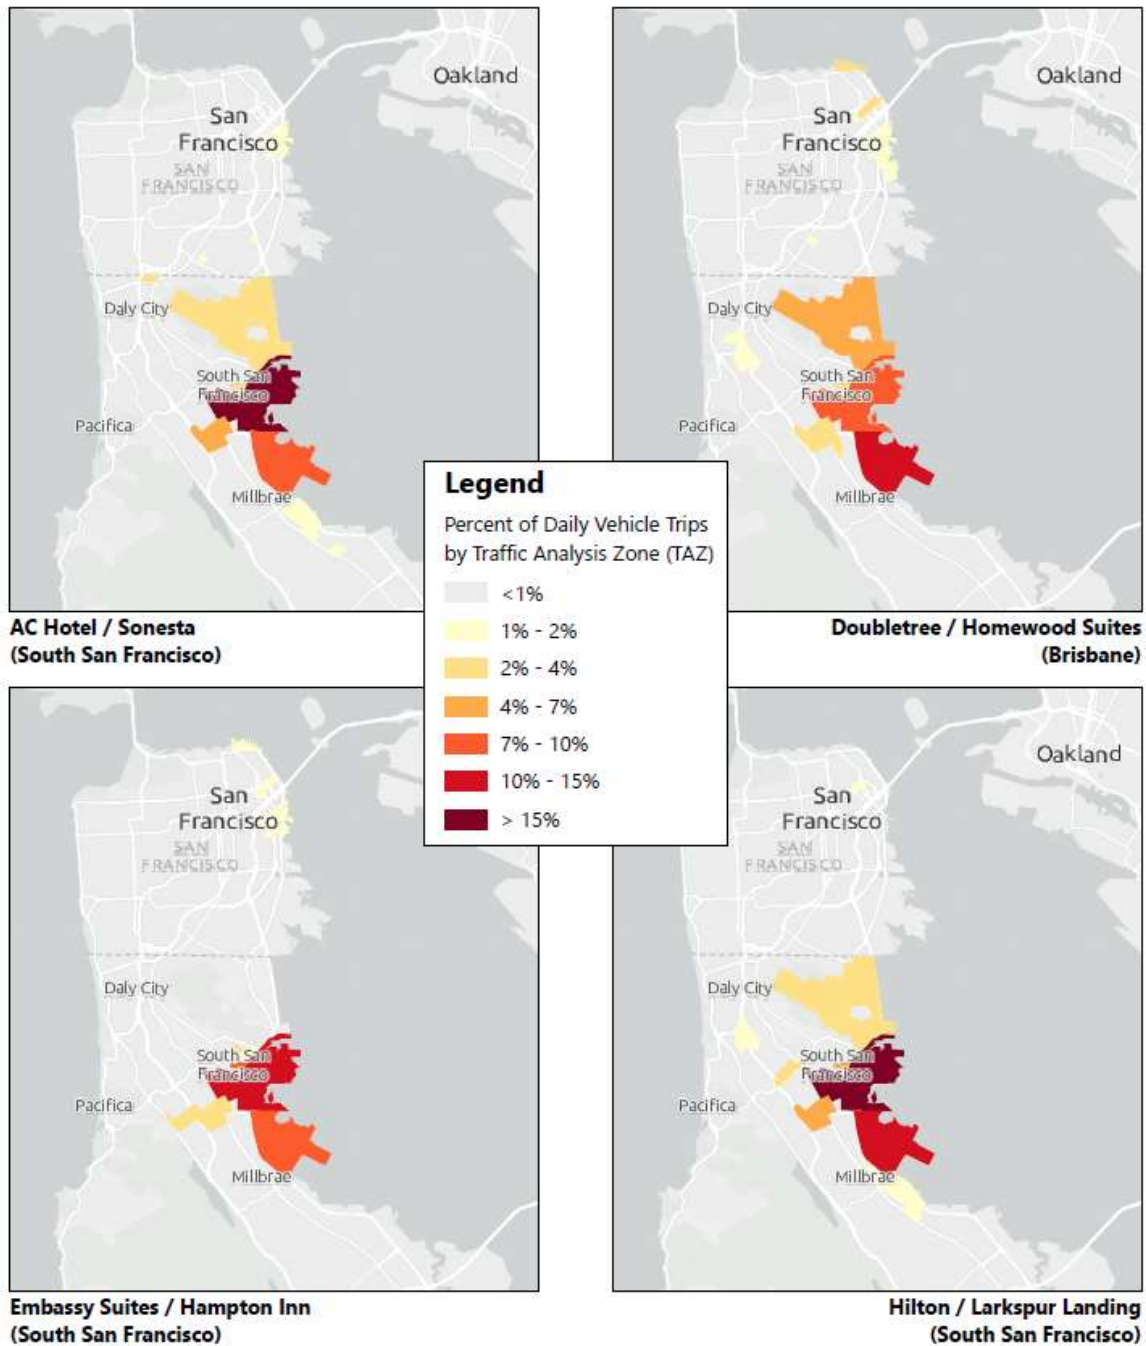 Oakland
San
Francisco
SAN
FRANCISCO
Daly City
South San
Francisco
Pacifica
Millbrae
AC Hotel / Sonesta
(South San Francisco)
Oakland
San
Francisco
SAN
FRANCISCO
Daly City
South San
Francisco
Pacifica
Millbrae
Doubletree / Homewood Suites
(Brisbane)
Legend
Percent of Daily Vehicle Trips
by Traffic Analysis Zone (TAZ)
<1%
1% - 2%
2% - 4%
4% - 7%
7% - 10%
10% - 15%
> 15%
San
Francisco
SAN
FRANCISCO
Daly City
South San
Francisco
Pacifica
Millbrae
Embassy Suites / Hampton Inn
(South San Francisco)
Oakland
San
Francisco
SAN
FRANCISCO
Daly City
South San
Francisco
Pacifica
Millbrae
Hilton / Larkspur Landing
(South San Francisco)